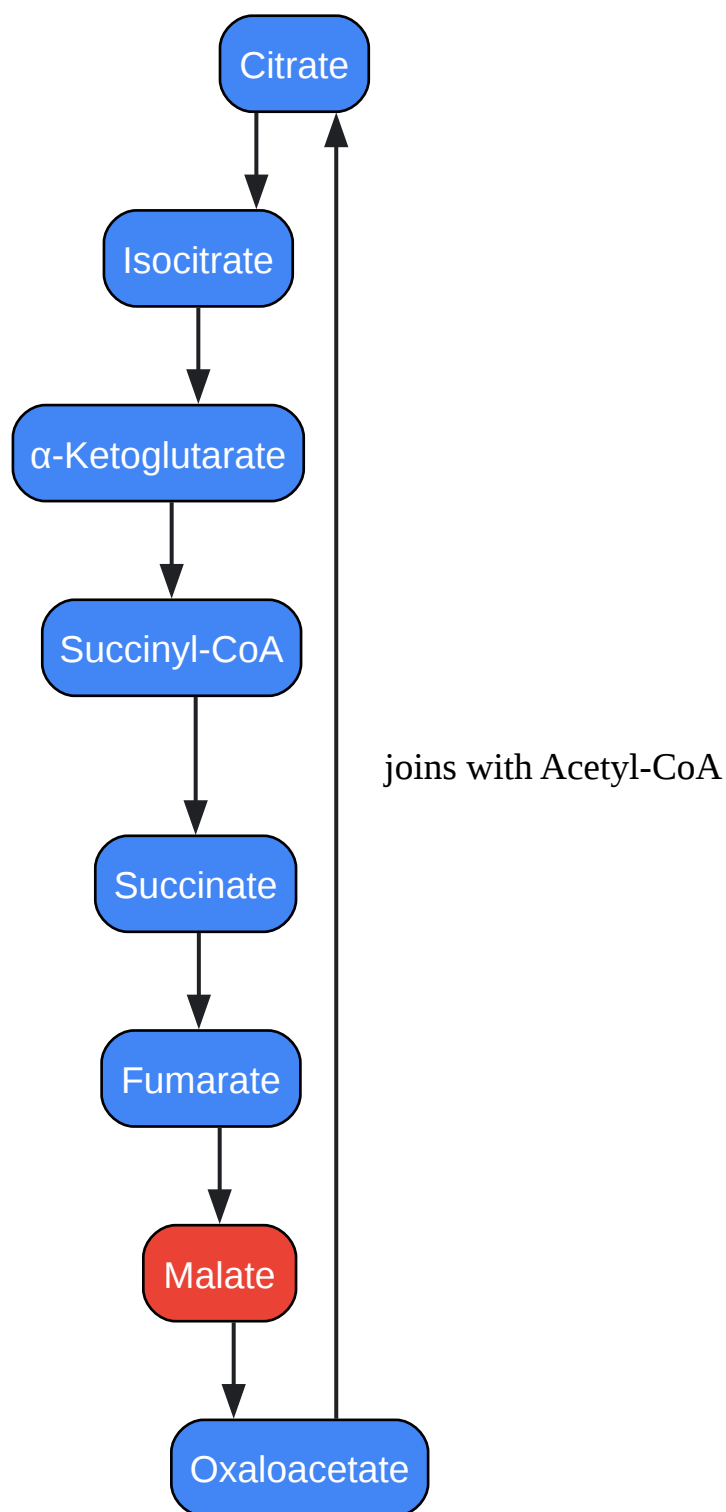 Citrate
Isocitrate
α-Ketoglutarate
Succinyl-CoA
joins with Acetyl-CoA
Succinate
Fumarate
Malate
Oxaloacetate